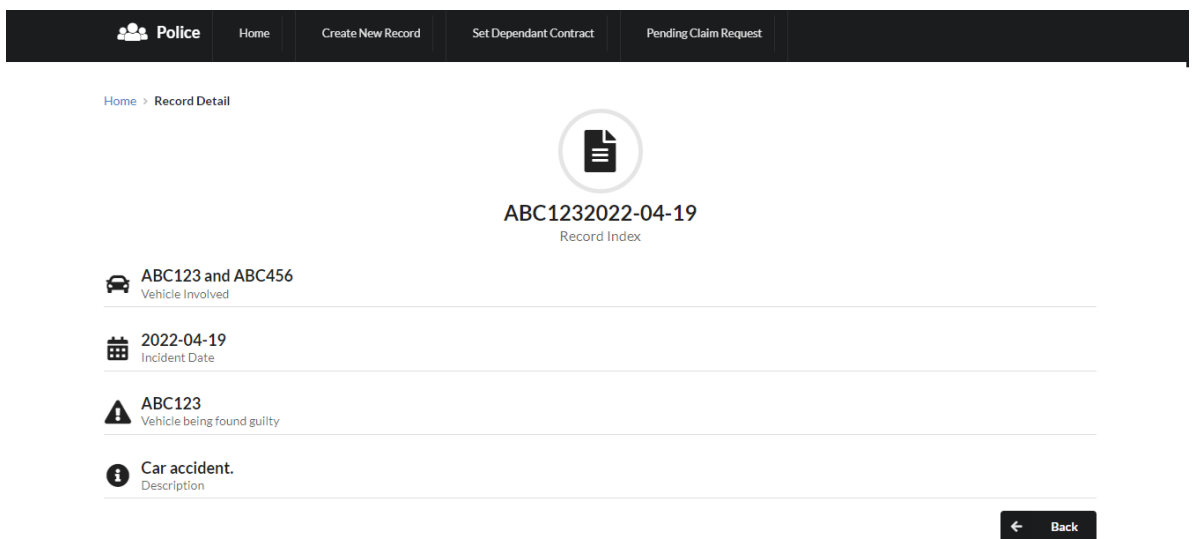 Police Home Create New Record Set Dependant Contract Pending Claim Request
Home > Record Detail
ABC1232022-04-19
Record Index
ABC123 and ABC456
Vehicle Involved
2022-04-19
Incident Date
ABC123
Vehicle being found guilty
Car accident.
Description
Back